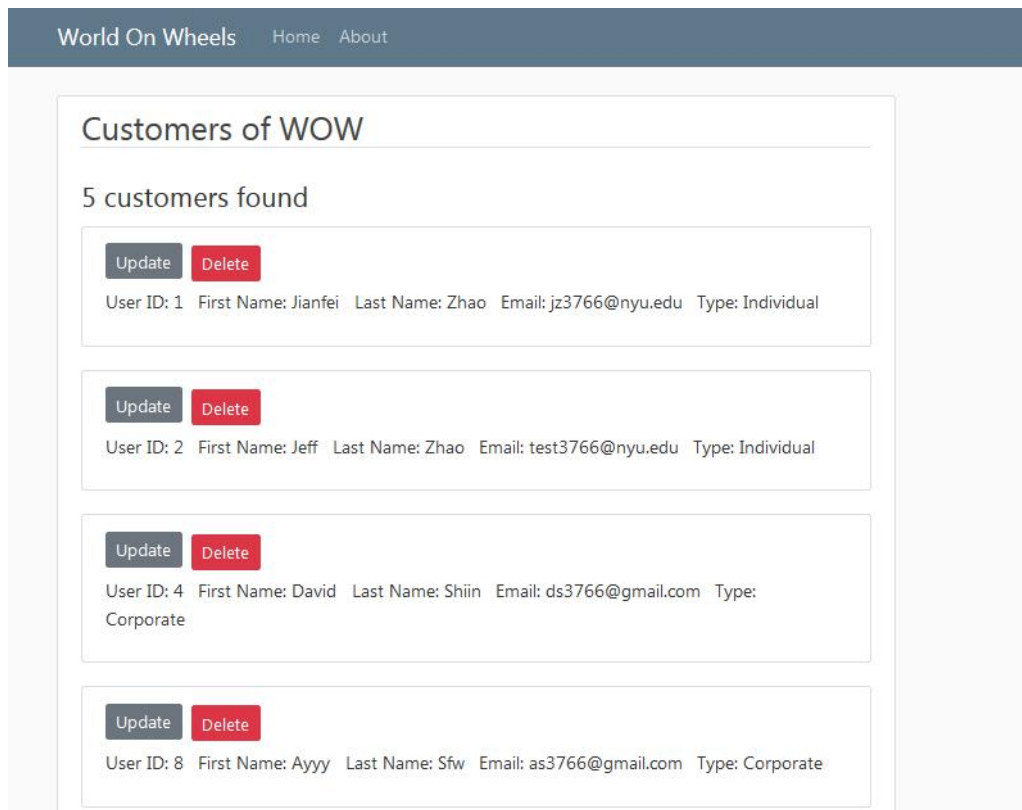 World On Wheels Home About
Customers of WOW
5 customers found
Update Delete
User ID: 1 First Name: Jianfei Last Name: Zhao Email: jz3766@nyu.edu Type: Individual
Update Delete
User ID: 2 First Name: Jeff Last Name: Zhao Email: test3766@nyu.edu Type: Individual
Update Delete
User ID: 4 First Name: David Last Name: Shiin Email: ds3766@gmail.com Type:
Corporate
Update Delete
User ID: 8 First Name: Ayyy Last Name: Sfw Email: as3766@gmail.com Type: Corporate